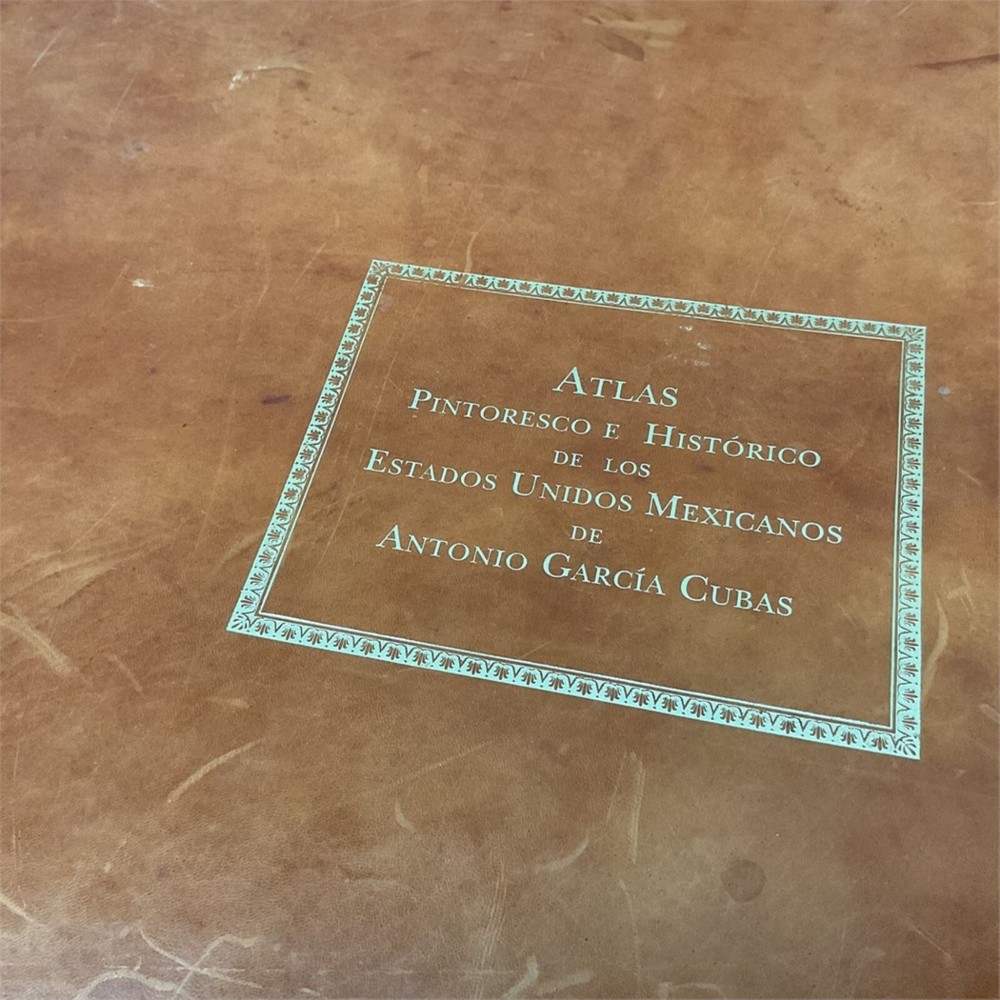 ATLAS
PINTORESCO E HISTÓRICO
DE LOS
ESTADOS UNIDOS MEXICANOS
DE
ANTONIO GARCÍA CUBAS